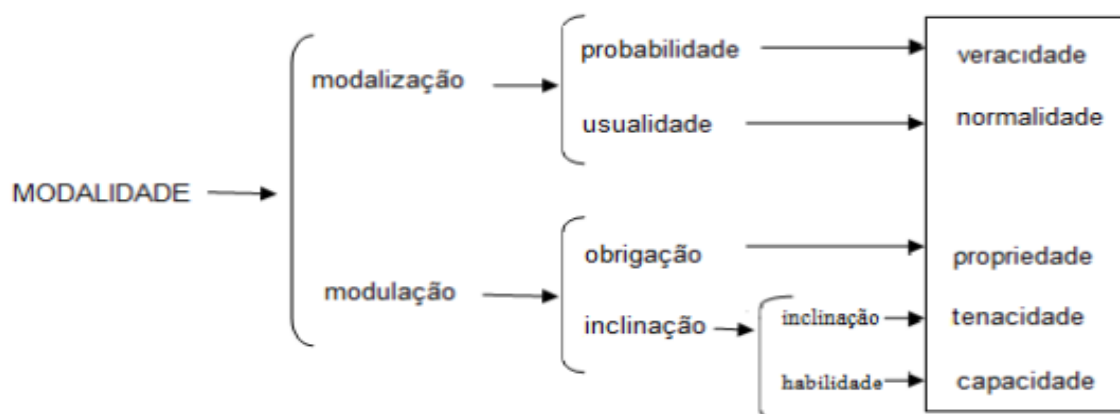 probabilidade veracidade
modalização
usualidade normalidade
MODALIDADE
obrigação propriedade
modulação
inclinação inclinação tenacidade
habilidade capacidade